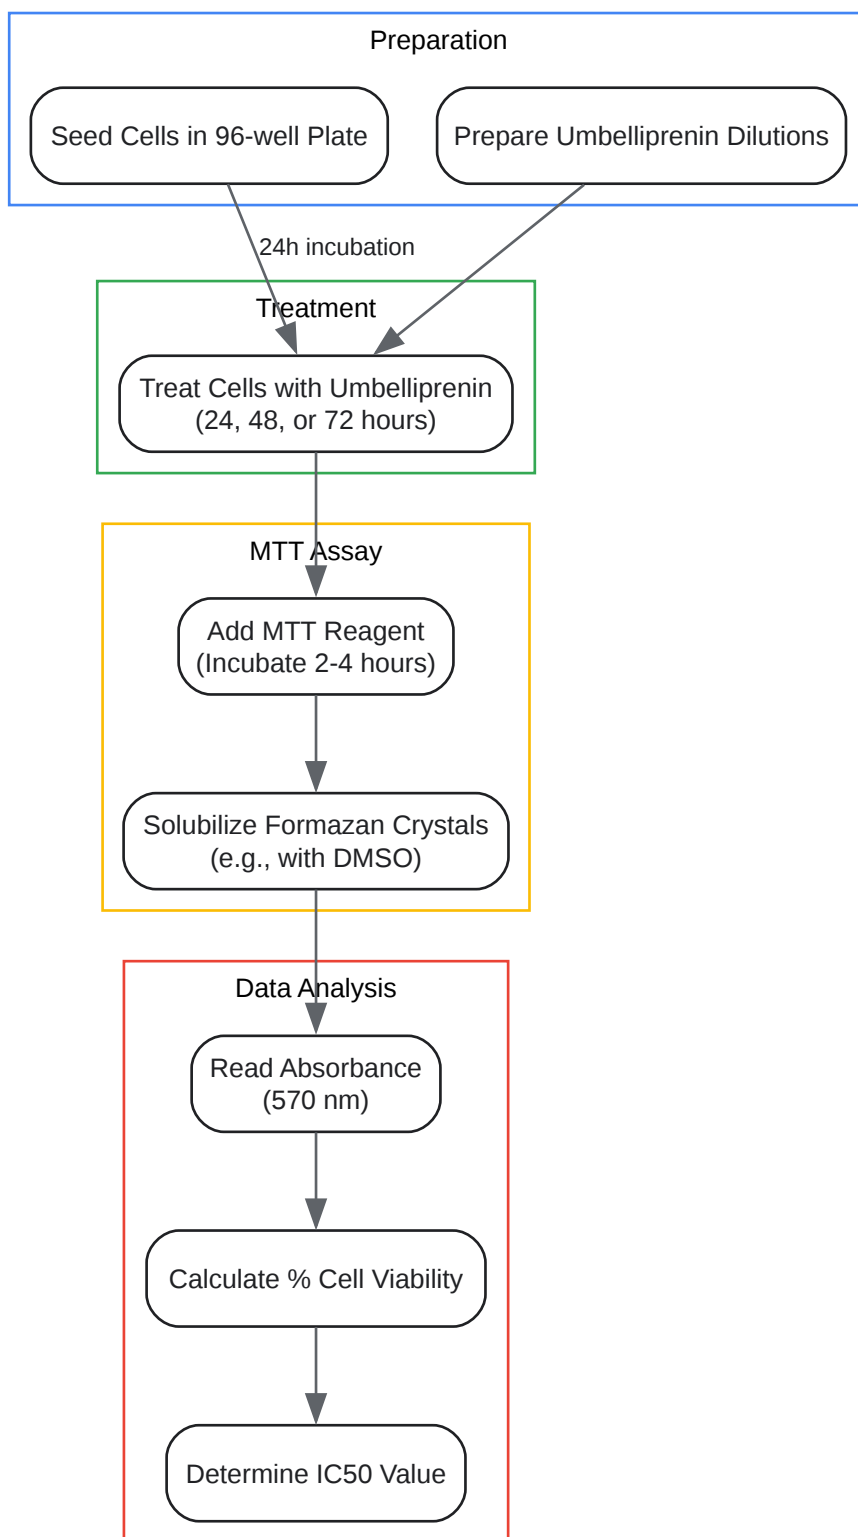 Preparation
Seed Cells in 96-well Plate
Prepare Umbelliprenin Dilutions
24h incubation
Treatment
Treat Cells with Umbelliprenin
(24, 48, or 72 hours)
MTT Assay
Add MTT Reagent
(Incubate 2-4 hours)
Solubilize Formazan Crystals
(e.g., with DMSO)
Data Analysis
Read Absorbance
(570 nm)
Calculate % Cell Viability
Determine IC50 Value